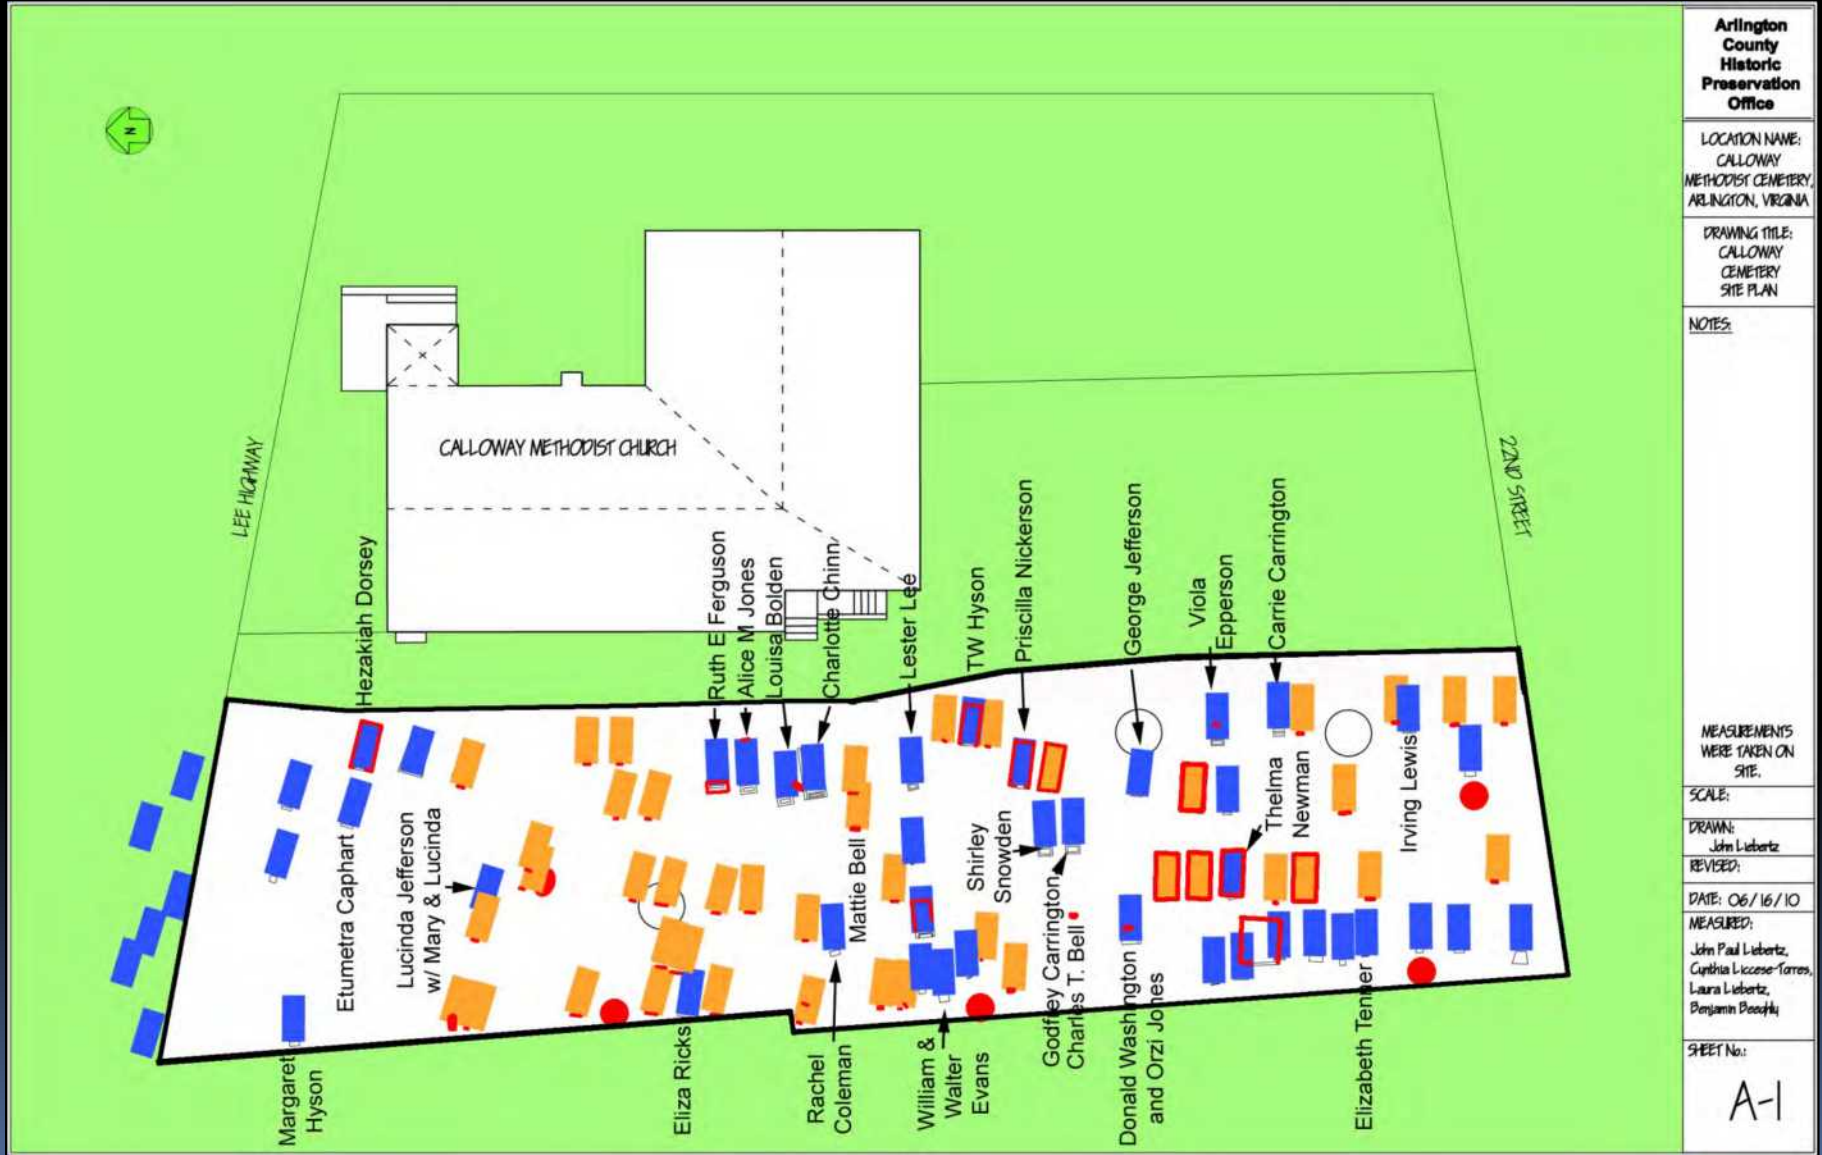 Arlington
County
Historic
Preservation
Office
LOCATION NAME:
CALLOWAY
METHODIST CEMETERY,
ARLINGTON, VIRGINIA
DRAWING TITLE:
CALLOWAY
CEMETERY
SITE PLAN
NOTES:
MEASUREMENTS
WERE TAKEN ON
SITE.
SCALE:
DRAWN:
John Liebertz
REVISED:
DATE: 06/16/10
MEASURED:
John Paul Liebertz,
Cynthia Liccese-Torres,
Laura Liebertz,
Benjamin Beachly
SHEET No.:
A-1
N
LEE HIGHWAY
CALLOWAY METHODIST CHURCH
22ND STREET
Hezakiah Dorsey
Ruth E Ferguson
Alice M Jones
Louisa Bolden
Charlotte Chinn
Lester Lee
TW Hyson
Priscilla Nickerson
George Jefferson
Viola
Epperson
Carrie Carrington
Etumetra Caphart
Lucinda Jefferson
w/ Mary & Lucinda
Mattie Bell
Shirley
Snowden
Thelma
Newman
Irving Lewis
Margaret
Hyson
Eliza Ricks
Rachel
Coleman
William &
Walter
Evans
Godfrey Carrington
Charles T. Bell
Donald Washington
and Orzi Jones
Elizabeth Tenner